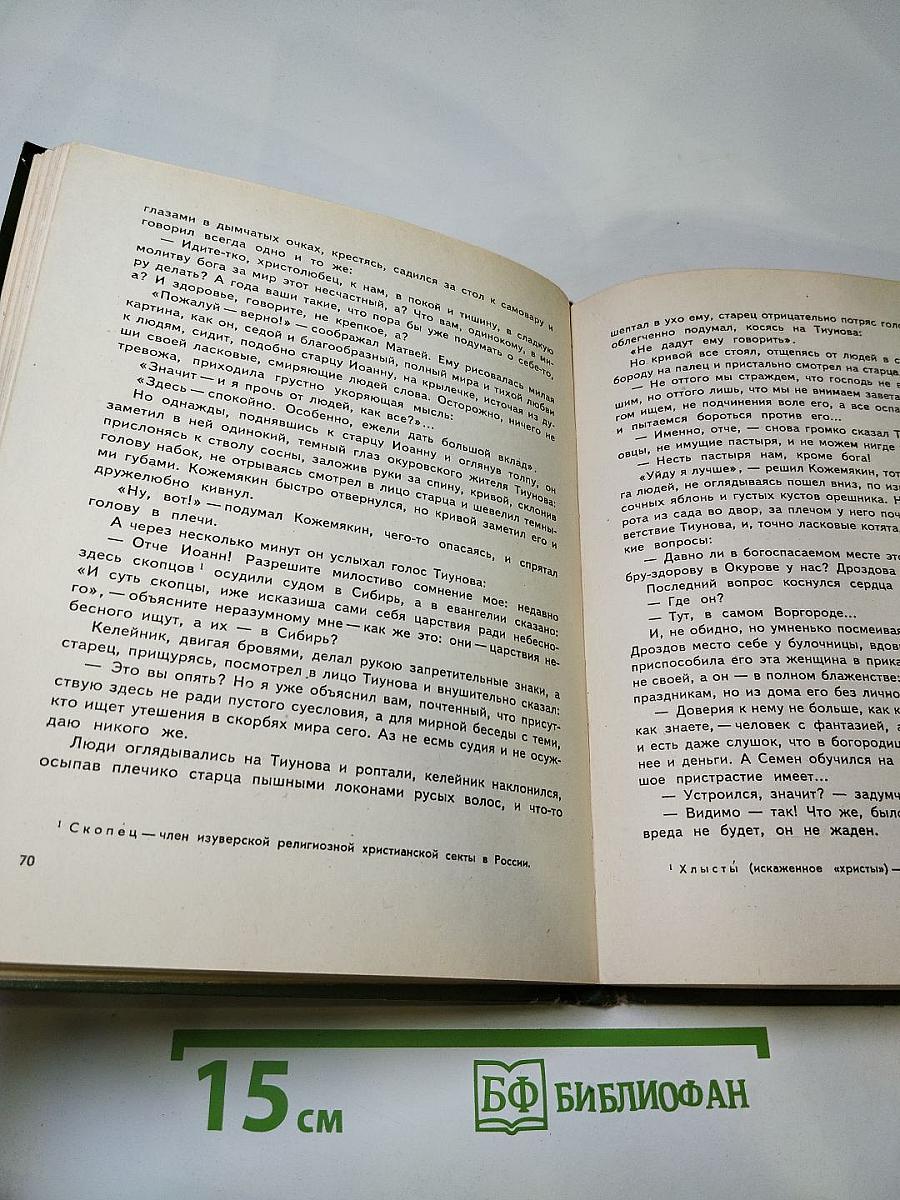 глазами в дымчатых очках, крестясь, садился за стол к самовару и
говорил всегда одно и то же:
— Идите-тко, христолюбец, к нам, в покой и тишину, в сладкую
молитву бога за мир этот несчастный, а? Что вам, одинокому, в ми-
ру делать? А года ваши такие, что пора бы уже подумать о себе-то,
а? И здоровье, говорите, не крепкое, а?
«Пожалуй — верно!» — соображал Матвей. Ему рисовалась милая
картина, как он, седой и благообразный, полный мира и тихой любви
к людям, сидит, подобно старцу Иоанну, на крылечке, источая из ду-
ши своей ласковые, смиряющие людей слова. Осторожно, ничего не
тревожа, приходила грустно укоряющая мысль:
«Значит — и я прочь от людей, как все?»...
«Здесь — спокойно. Особенно, ежели дать большой вклад».
Но однажды, поднявшись к старцу Иоанну и оглянув толпу, он
заметил в ней одинокий, темный глаз окуровского жителя Тиунова:
прислонясь к стволу сосны, заложив руки за спину, кривой, склонив
голову набок, не отрываясь смотрел в лицо старца и шевелил темны-
ми губами. Кожемякин быстро отвернулся, но кривой заметил его и
дружелюбно кивнул.
«Ну, вот!» — подумал Кожемякин, чего-то опасаясь, и спрятал
голову в плечи.
А через несколько минут он услыхал голос Тиунова:
— Отче Иоанн! Разрешите милостиво сомнение мое: недавно
здесь скопцов ¹ осудили судом в Сибирь, а в евангелии сказано:
«И суть скопцы, иже исказиша сами себя царствия ради небесно-
го», — объясните неразумному мне — как же это: они — царствия не-
бесного ищут, а их — в Сибирь?
Келейник, двигая бровями, делал рукою запретительные знаки, а
старец, прищурясь, посмотрел в лицо Тиунова и внушительно сказал:
— Это вы опять? Но я уже объяснил вам, почтенный, что присут-
ствую здесь не ради пустого суесловия, а для мирной беседы с теми,
кто ищет утешения в скорбях мира сего. Аз не есмь судия и не осуж-
даю никого же.
Люди оглядывались на Тиунова и роптали, келейник наклонился,
осыпав плечико старца пышными локонами русых волос, и что-то
¹ Скопец — член изуверской религиозной христианской секты в России.
70
шептал в ухо ему, старец отрицательно потряс голо
облегченно подумал, косясь на Тиунова:
«Не дадут ему говорить».
Но кривой все стоял, отщепясь от людей в с
бороду на палец и пристально смотрел на старца.
— Не оттого мы страждем, что господь не в
шим, но оттого лишь, что мы не внимаем завета
гом ищем, не подчинения воле его, а все оспа
и пытаемся бороться против его...
— Именно, отче, — снова громко сказал Т
овцы, не имущие пастыря, и не можем нигде
— Несть пастыря нам, кроме бога!
«Уйду я лучше», — решил Кожемякин, тот
га людей, не оглядываясь пошел вниз, по из
сочных яблонь и густых кустов орешника. Н
рота из сада во двор, за плечом у него поч
ветствие Тиунова, и, точно ласковые котята,
кие вопросы:
— Давно ли в богоспасаемом месте это
бру-здорову в Окурове у нас? Дроздова
Последний вопрос коснулся сердца
— Где он?
— Тут, в самом Воргороде...
И, не обидно, но умненько посмеивая
Дроздов место себе у булочницы, вдов
приспособила его эта женщина в прика
не своей, а он — в полном блаженстве:
праздникам, но из дома его без лично
— Доверия к нему не больше, как к
как знаете, — человек с фантазией, а
и есть даже слушок, что в богородиц
нее и деньги. А Семен обучился на
шое пристрастие имеет...
— Устроился, значит? — задумч
— Видимо — так! Что же, было
вреда не будет, он не жаден.
¹ Хлысты́ (искаженное «христы») —
15 см
БФ БИБЛИОФАН